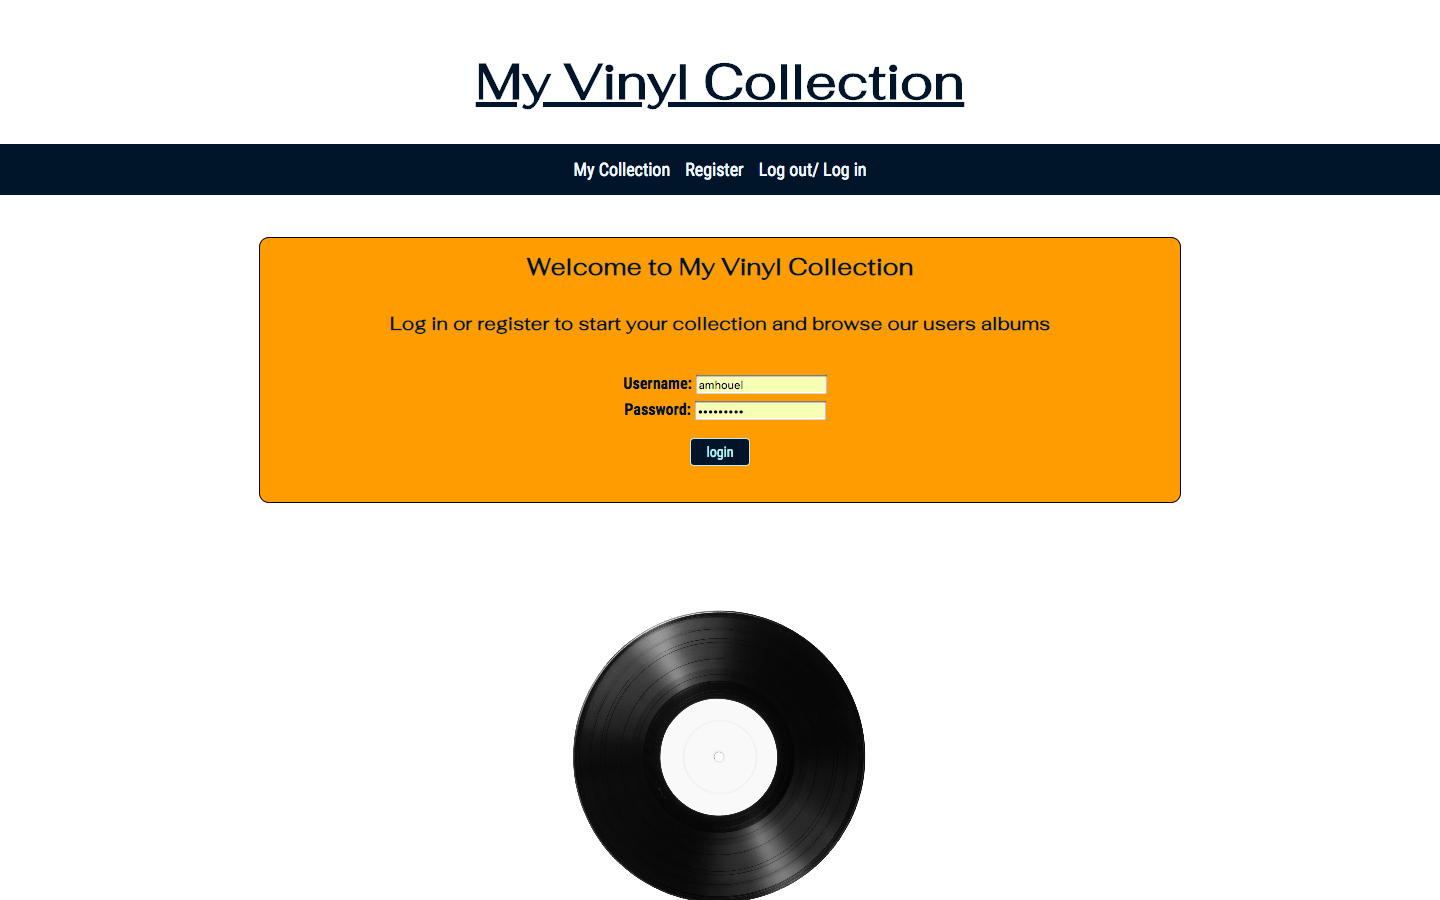 My Vinyl Collection
My Collection Register Log out/ Log in
Welcome to My Vinyl Collection
Log in or register to start your collection and browse our users albums
Username: amhouel
Password: •••••••••
login